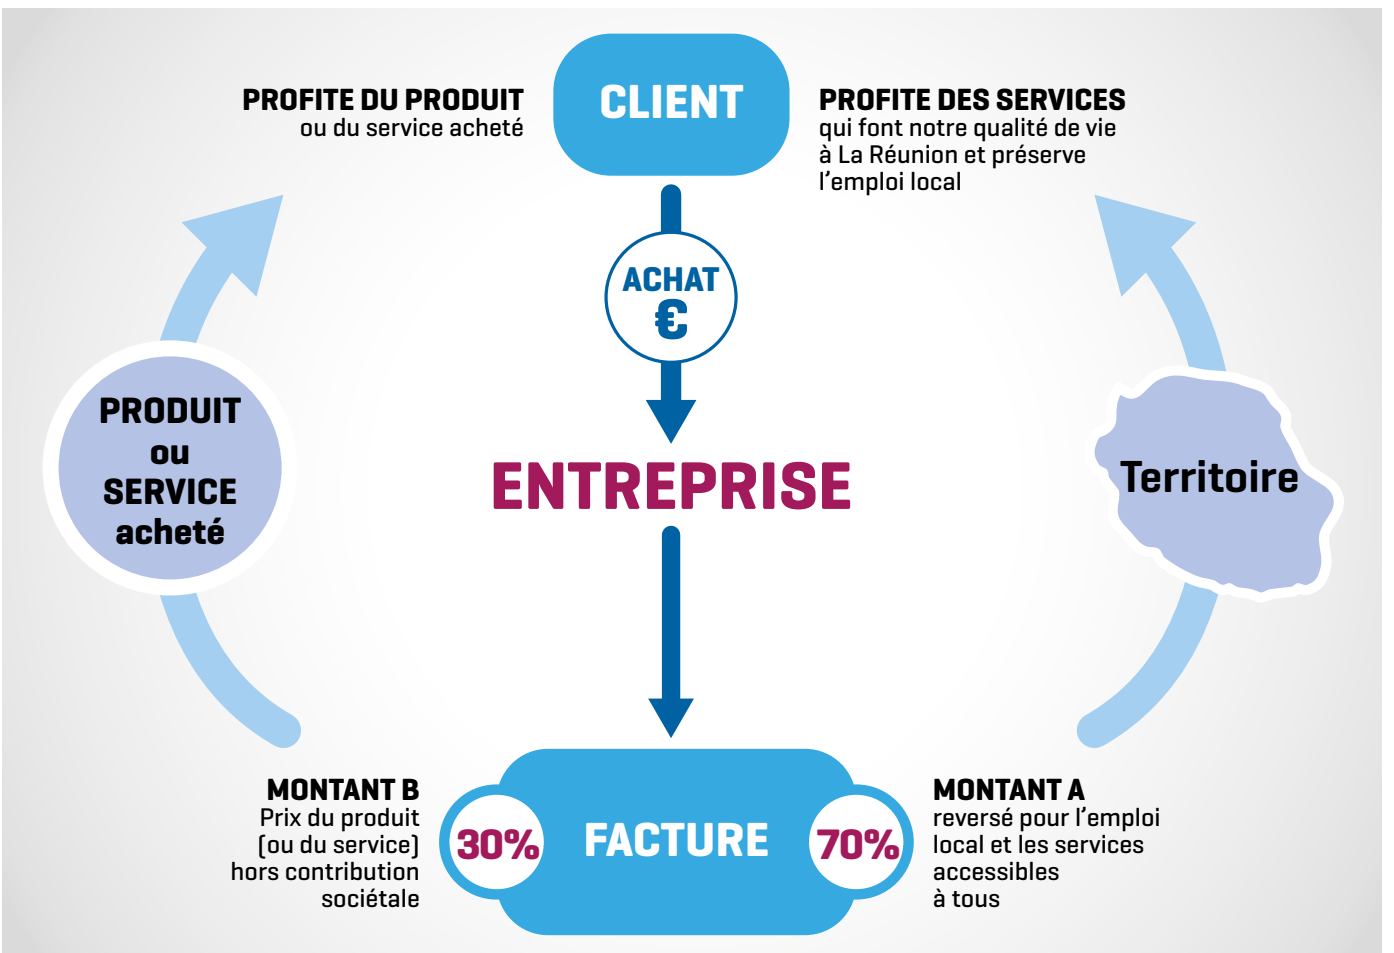 PROFITE DU PRODUIT
ou du service acheté
CLIENT
PROFITE DES SERVICES
qui font notre qualité de vie
à La Réunion et préserve
l’emploi local
ACHAT
€
PRODUIT
ou
SERVICE
acheté
ENTREPRISE
Territoire
MONTANT B
Prix du produit
(ou du service)
hors contribution
sociétale
30%
FACTURE
70%
MONTANT A
reversé pour l’emploi
local et les services
accessibles
à tous